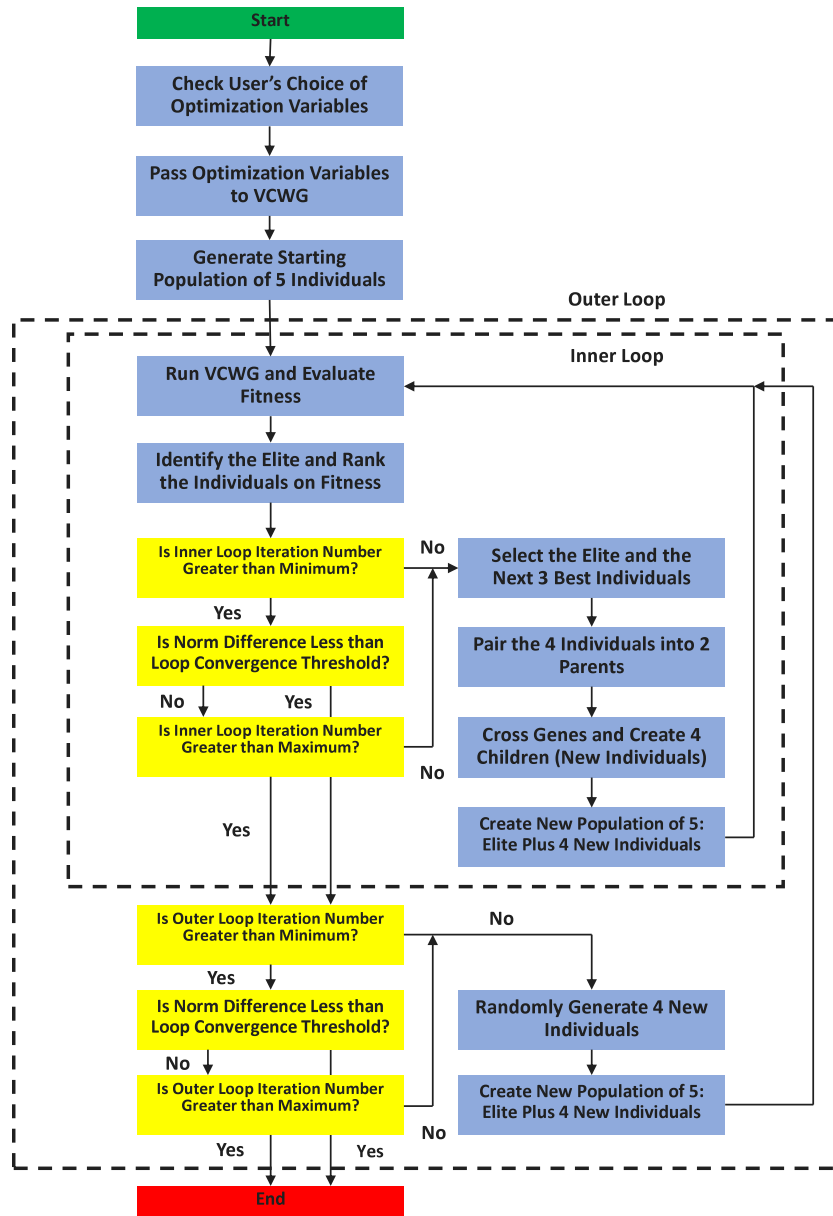 Start
Check User’s Choice of
Optimization Variables
Pass Optimization Variables
to VCWG
Generate Starting
Population of 5 Individuals
Outer Loop
Inner Loop
Run VCWG and Evaluate
Fitness
Identify the Elite and Rank
the Individuals on Fitness
Is Inner Loop Iteration Number
Greater than Minimum?
No
Select the Elite and the
Next 3 Best Individuals
Yes
Is Norm Difference Less than
Loop Convergence Threshold?
Pair the 4 Individuals into 2
Parents
No
Yes
Is Inner Loop Iteration Number
Greater than Maximum?
No
Cross Genes and Create 4
Children (New Individuals)
Yes
Create New Population of 5:
Elite Plus 4 New Individuals
Is Outer Loop Iteration Number
Greater than Minimum?
No
Yes
Is Norm Difference Less than
Loop Convergence Threshold?
Randomly Generate 4 New
Individuals
No
Is Outer Loop Iteration Number
Greater than Maximum?
Create New Population of 5:
Elite Plus 4 New Individuals
No
Yes
Yes
End